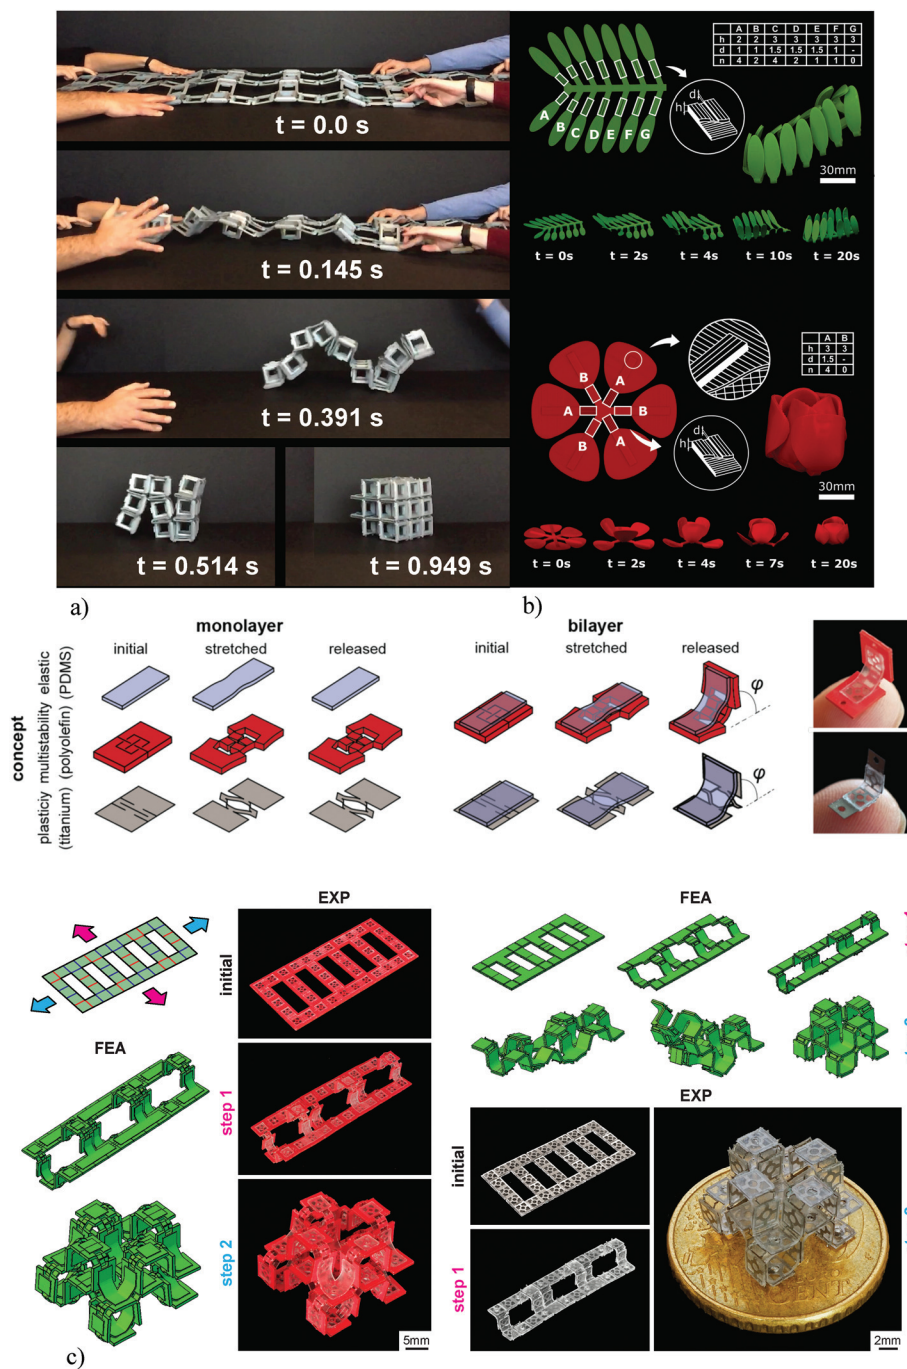 t = 0.0 s
t = 0.145 s
t = 0.391 s
t = 0.514 s
t = 0.949 s
a)
A B C D E F G
h 2 2 3 3 3 3 3
d 1 1 1.5 1.5 1.5 1 -
n 4 2 4 2 1 1 0
d
h
A
B
C
D
E
F
G
30mm
t = 0s
t = 2s
t = 4s
t = 10s
t = 20s
A B
h 3 3
d 1.5 -
n 4 0
B
A
A
B
B
A
d
h
30mm
t = 0s
t = 2s
t = 4s
t = 7s
t = 20s
b)
monolayer
initial
stretched
released
bilayer
initial
stretched
released
concept
plasticiy multistability elastic
(titanium) (polyolefin) (PDMS)
φ
φ
EXP
initial
FEA
step 1
step 2
5mm
FEA
EXP
initial
step 1
2mm
c)